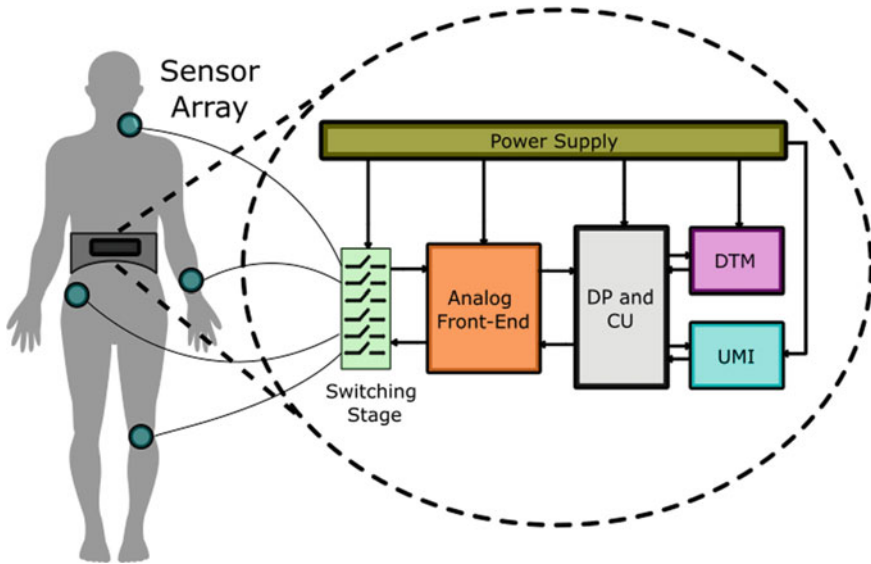 Sensor
Array
Power Supply
Analog
Front-End
DP and
CU
DTM
UMI
Switching
Stage